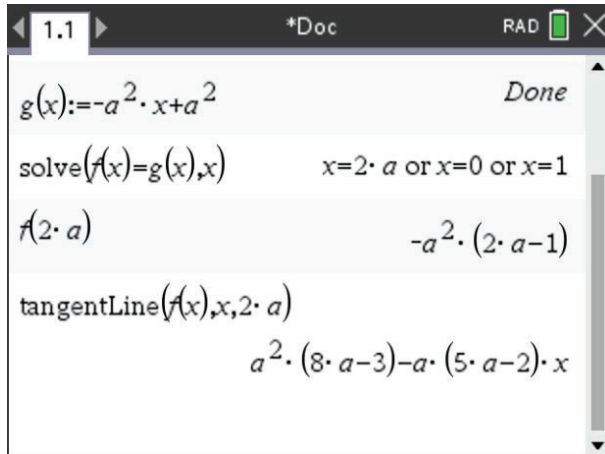 1.1 *Doc RAD
g(x):=-a²·x+a² Done
solve(f(x)=g(x),x) x=2·a or x=0 or x=1
f(2·a) -a²·(2·a-1)
tangentLine(f(x),x,2·a)
a²·(8·a-3)-a·(5·a-2)·x